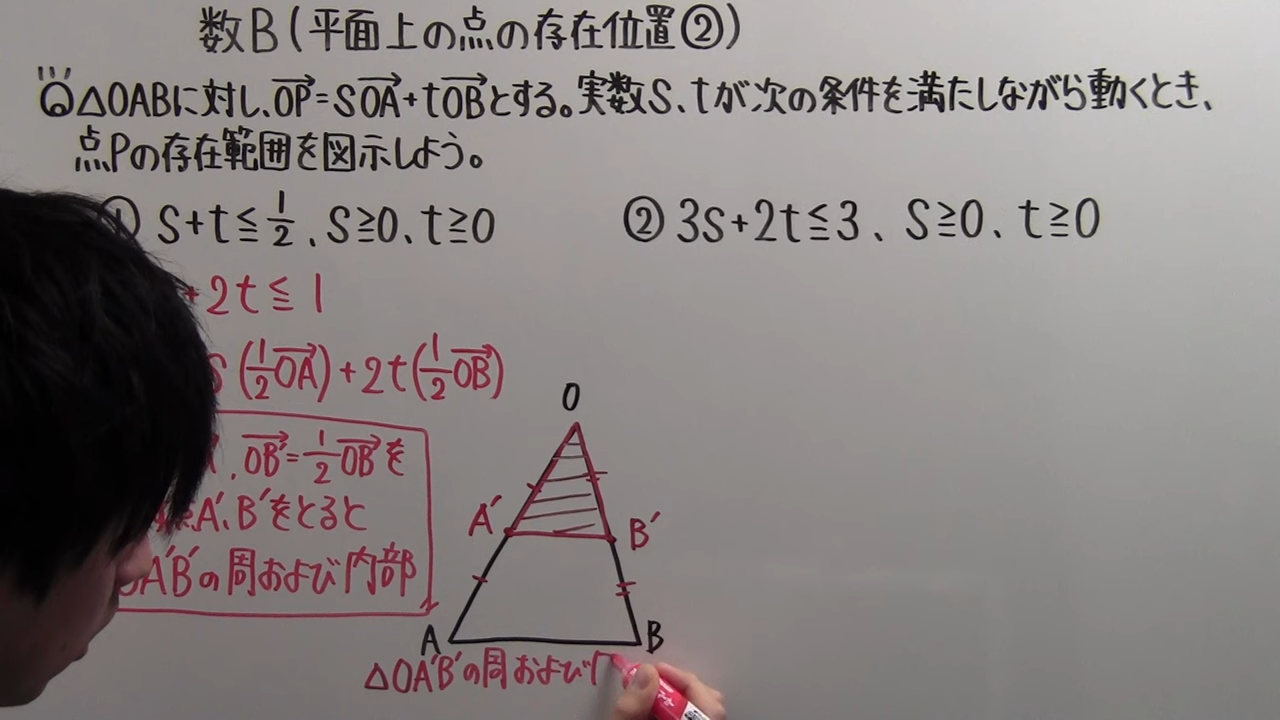 数B(平面上の点の存在位置②)
△OABに対し、OP=SOA+tOBとする。実数S、tが次の条件を満たしながら動くとき、
点Pの存在範囲を図示しよう。
① S+t≦1/2、S≧0、t≧0
② 3s+2t≦3、S≧0、t≧0
+2t≦1
S(1/2OA)+2t(1/2OB)
、OB'=1/2OBを
A'、B'をとると
OA'B'の周および内部
O
A'
B'
A
B
△OA'B'の周および